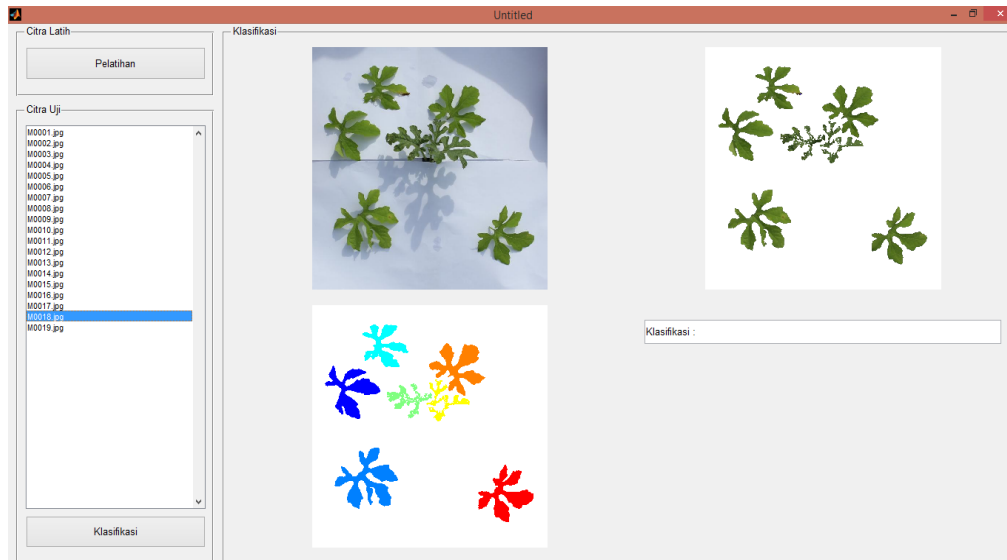 Untitled
Citra Latih
Pelatihan
Citra Uji
M0001.jpg
M0002.jpg
M0003.jpg
M0004.jpg
M0005.jpg
M0006.jpg
M0007.jpg
M0008.jpg
M0009.jpg
M0010.jpg
M0011.jpg
M0012.jpg
M0013.jpg
M0014.jpg
M0015.jpg
M0016.jpg
M0017.jpg
M0018.jpg
M0019.jpg
Klasifikasi
Klasifikasi
Klasifikasi :